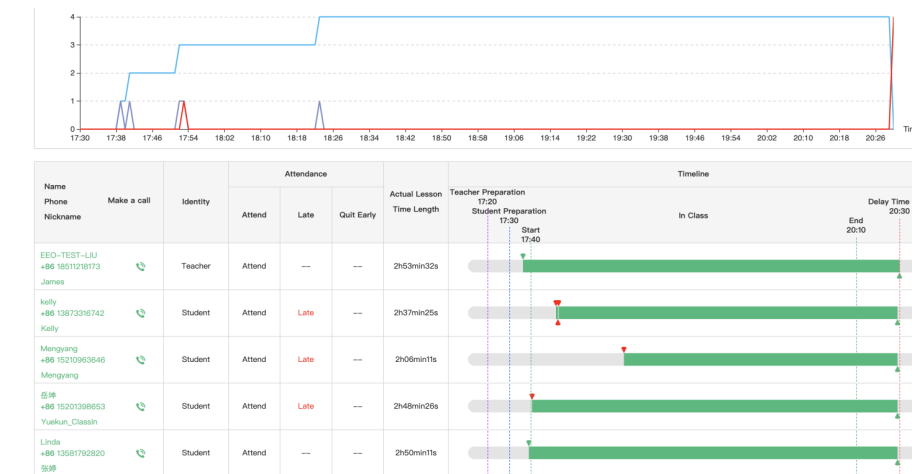 4
3
2
1
0
17:30 17:38 17:46 17:54 18:02 18:10 18:18 18:26 18:34 18:42 18:50 18:58 19:06 19:14 19:22 19:30 19:38 19:46 19:54 20:02 20:10 20:18 20:26
Name
Phone
Nickname
Make a call
Identity
Attendance
Attend
Late
Quit Early
Actual Lesson
Time Length
Timeline
Teacher Preparation
17:20
Student Preparation
17:30
Start
17:40
In Class
End
20:10
Delay Time
20:30
EEO-TEST-LIU
+86 18511218173
James
Teacher Attend -- -- 2h53min32s
kelly
+86 13873316742
Kelly
Student Attend Late -- 2h37min25s
Mengyang
+86 15210963646
Mengyang
Student Attend Late -- 2h06min11s
岳坤
+86 15201398653
Yuekun_ClassIn
Student Attend Late -- 2h48min26s
Linda
+86 13581792820
张婷
Student Attend -- -- 2h50min11s